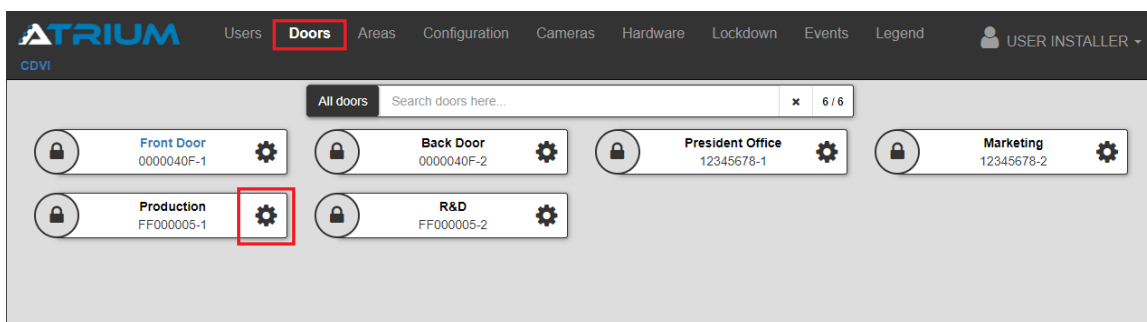 ATRIUM
CDVI
Users Doors Areas Configuration Cameras Hardware Lockdown Events Legend USER INSTALLER
All doors Search doors here... × 6 / 6
Front Door
0000040F-1
Back Door
0000040F-2
President Office
12345678-1
Marketing
12345678-2
Production
FF000005-1
R&D
FF000005-2